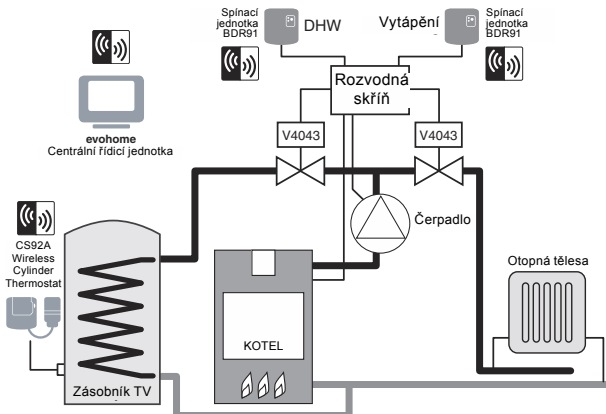 Spínací
jednotka
BDR91
DHW
Vytápění
Spínací
jednotka
BDR91
Rozvodná
skříň
V4043
V4043
evohome
Centrální řídicí jednotka
Čerpadlo
CS92A
Wireless
Cylinder
Thermostat
Otopná tělesa
KOTEL
Zásobník TV